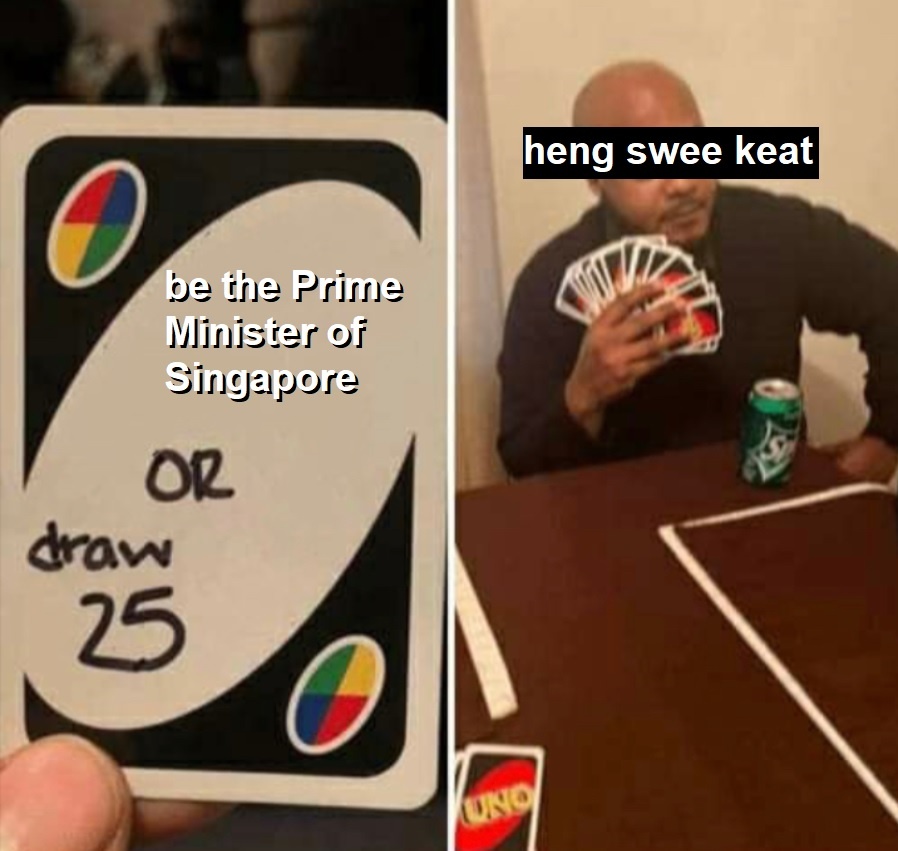 be the Prime
Minister of
Singapore
OR
draw
25
heng swee keat
UNO